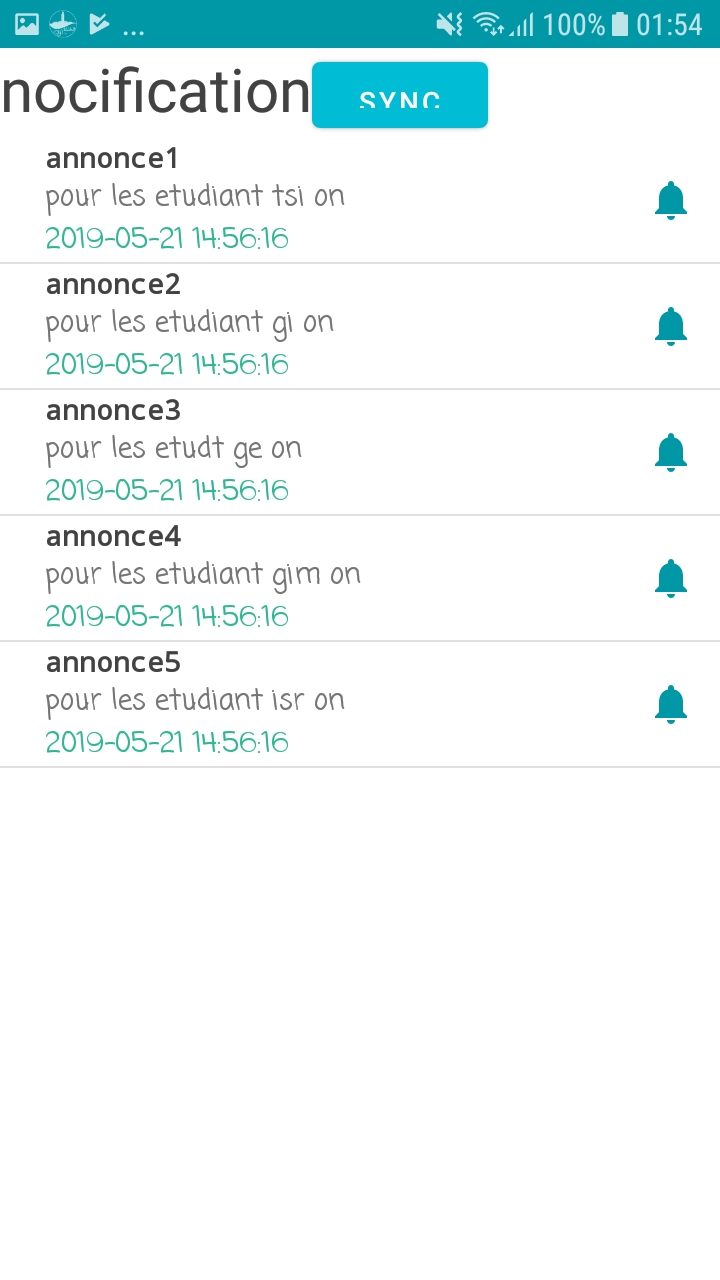 ... 100% 01:54
nocification SYNC
annonce1
pour les etudiant tsi on
2019-05-21 14:56:16
annonce2
pour les etudiant gi on
2019-05-21 14:56:16
annonce3
pour les etudt ge on
2019-05-21 14:56:16
annonce4
pour les etudiant gim on
2019-05-21 14:56:16
annonce5
pour les etudiant isr on
2019-05-21 14:56:16